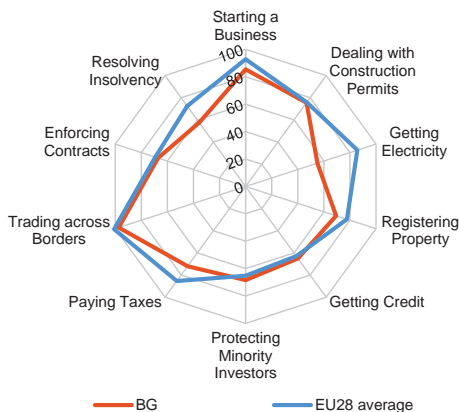 Starting a
Business
Dealing with
Construction
Permits
Getting
Electricity
Registering
Property
Getting Credit
Protecting
Minority
Investors
Paying Taxes
Trading across
Borders
Enforcing
Contracts
Resolving
Insolvency
100
80
60
40
20
0
BG
EU28 average